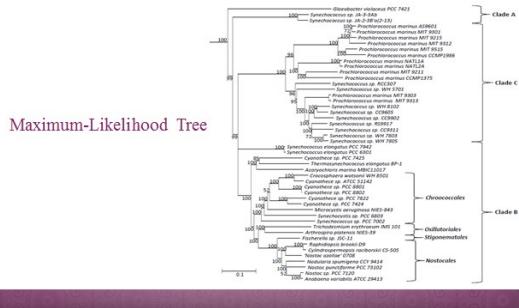 Maximum-Likelihood Tree
Gloeobacter violaceus PCC 7421
Synechococcus sp. JA-3-3Ab
Synechococcus sp. JA-2-3B'a(2-13)
Clade A
Prochlorococcus marinus AS9601
Prochlorococcus marinus MIT 9301
Prochlorococcus marinus MIT 9215
Prochlorococcus marinus MIT 9312
Prochlorococcus marinus MIT 9515
Prochlorococcus marinus CCMP1986
Prochlorococcus marinus NATL1A
Prochlorococcus marinus NATL2A
Prochlorococcus marinus MIT 9211
Prochlorococcus marinus CCMP1375
Clade C
Synechococcus sp. RCC307
Synechococcus sp. WH 5701
Prochlorococcus marinus MIT 9303
Prochlorococcus marinus MIT 9313
Synechococcus sp. WH 8102
Synechococcus sp. CC9605
Synechococcus sp. CC9902
Synechococcus sp. RS9917
Synechococcus sp. CC9311
Synechococcus sp. WH 7803
Synechococcus sp. WH 7805
Synechococcus elongatus PCC 7942
Synechococcus elongatus PCC 6301
Cyanothece sp. PCC 7425
Thermosynechococcus elongatus BP-1
Acaryochloris marina MBIC11017
Crocosphaera watsonii WH 8501
Cyanothece sp. ATCC 51142
Cyanothece sp. PCC 8801
Cyanothece sp. PCC 8802
Cyanothece sp. PCC 7822
Cyanothece sp. PCC 7424
Chroococcales
Microcystis aeruginosa NIES-843
Synechocystis sp. PCC 6803
Synechococcus sp. PCC 7002
Clade B
Trichodesmium erythraeum IMS 101
Arthrospira platensis NIES-39
Oscillatoriales
Fischerella sp. JSC-11
Stigonematales
Raphidiopsis brookii D9
Cylindrospermopsis raciborskii CS-505
'Nostoc azollae' 0708
Nodularia spumigena CCY 9414
Nostoc punctiforme PCC 73102
Nostoc sp. PCC 7120
Anabaena variabilis ATCC 29413
Nostocales
0.1